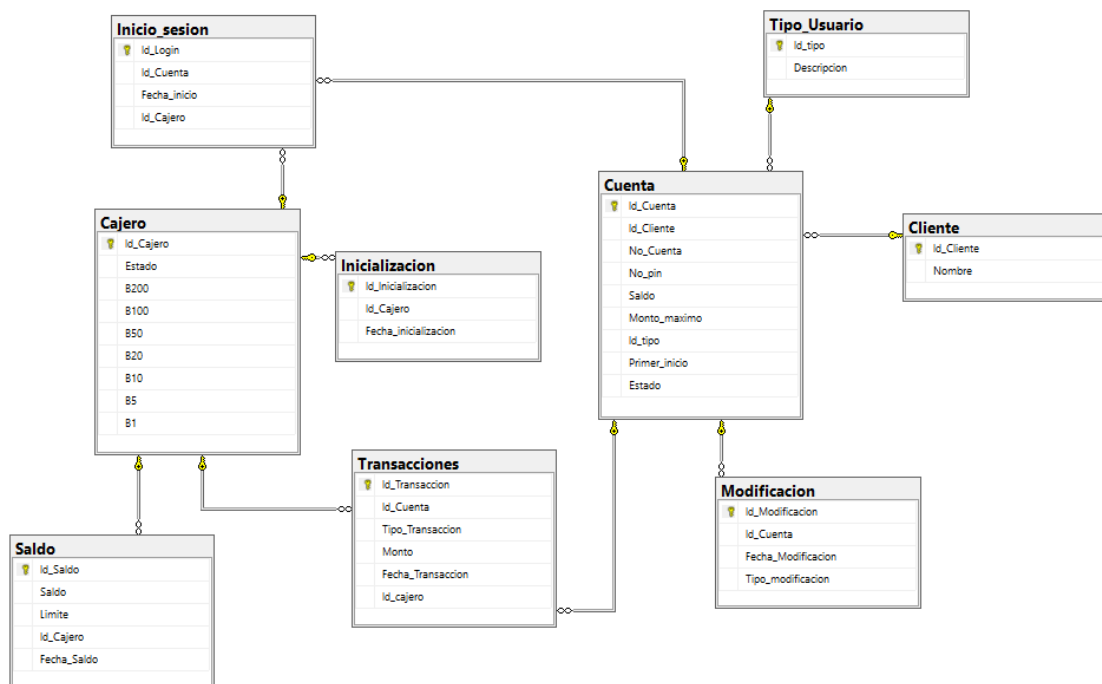 Inicio_sesion
Id_Login
Id_Cuenta
Fecha_inicio
Id_Cajero
Tipo_Usuario
Id_tipo
Descripcion
Cuenta
Id_Cuenta
Id_Cliente
No_Cuenta
No_pin
Saldo
Monto_maximo
Id_tipo
Primer_inicio
Estado
Cliente
Id_Cliente
Nombre
Cajero
Id_Cajero
Estado
B200
B100
B50
B20
B10
B5
B1
Inicializacion
Id_Inicializacion
Id_Cajero
Fecha_inicializacion
Transacciones
Id_Transaccion
Id_Cuenta
Tipo_Transaccion
Monto
Fecha_Transaccion
Id_cajero
Modificacion
Id_Modificacion
Id_Cuenta
Fecha_Modificacion
Tipo_modificacion
Saldo
Id_Saldo
Saldo
Limite
Id_Cajero
Fecha_Saldo